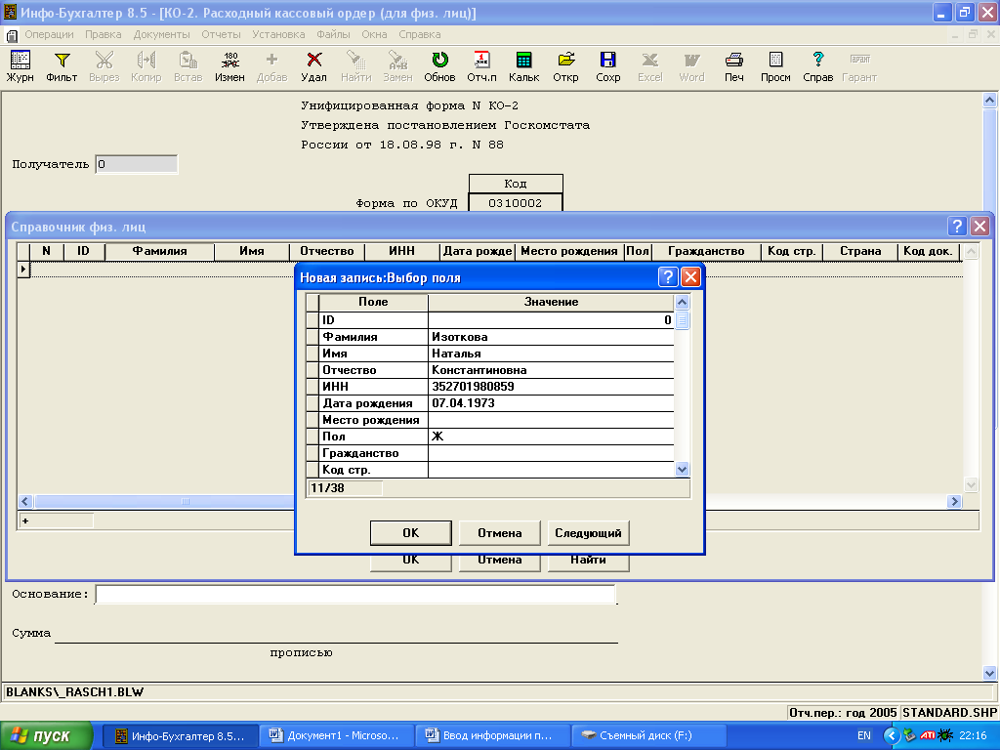 Инфо-Бухгалтер 8.5 - [КО-2. Расходный кассовый ордер (для физ. лиц)]
Операции Правка Документы Отчеты Установка Файлы Окна Справка
Журн Фильт Вырез Копир Встав Измен Добав Удал Найти Замен Обнов Отч.п Кальк Откр Сохр Excel Word Печ Просм Справ Гарант
Унифицированная форма N КО-2
Утверждена постановлением Госкомстата
России от 18.08.98 г. N 88
Получатель 0
Код
Форма по ОКУД 0310002
Справочник физ. лиц
N ID Фамилия Имя Отчество ИНН Дата рожде Место рождения Пол Гражданство Код стр. Страна Код док.
Новая запись:Выбор поля
Поле Значение
ID 0
Фамилия Изоткова
Имя Наталья
Отчество Константиновна
ИНН 352701980859
Дата рождения 07.04.1973
Место рождения
Пол Ж
Гражданство
Код стр.
11/38
+
ОК Отмена Следующий
ОК Отмена Найти
Основание:
Сумма
прописью
BLANKS\_RASCH1.BLW
Отч.пер.: год 2005 STANDARD.SHP
пуск Инфо-Бухгалтер 8.5... Документ1 - Microso... Ввод информации п... Съемный диск (F:) EN 22:16